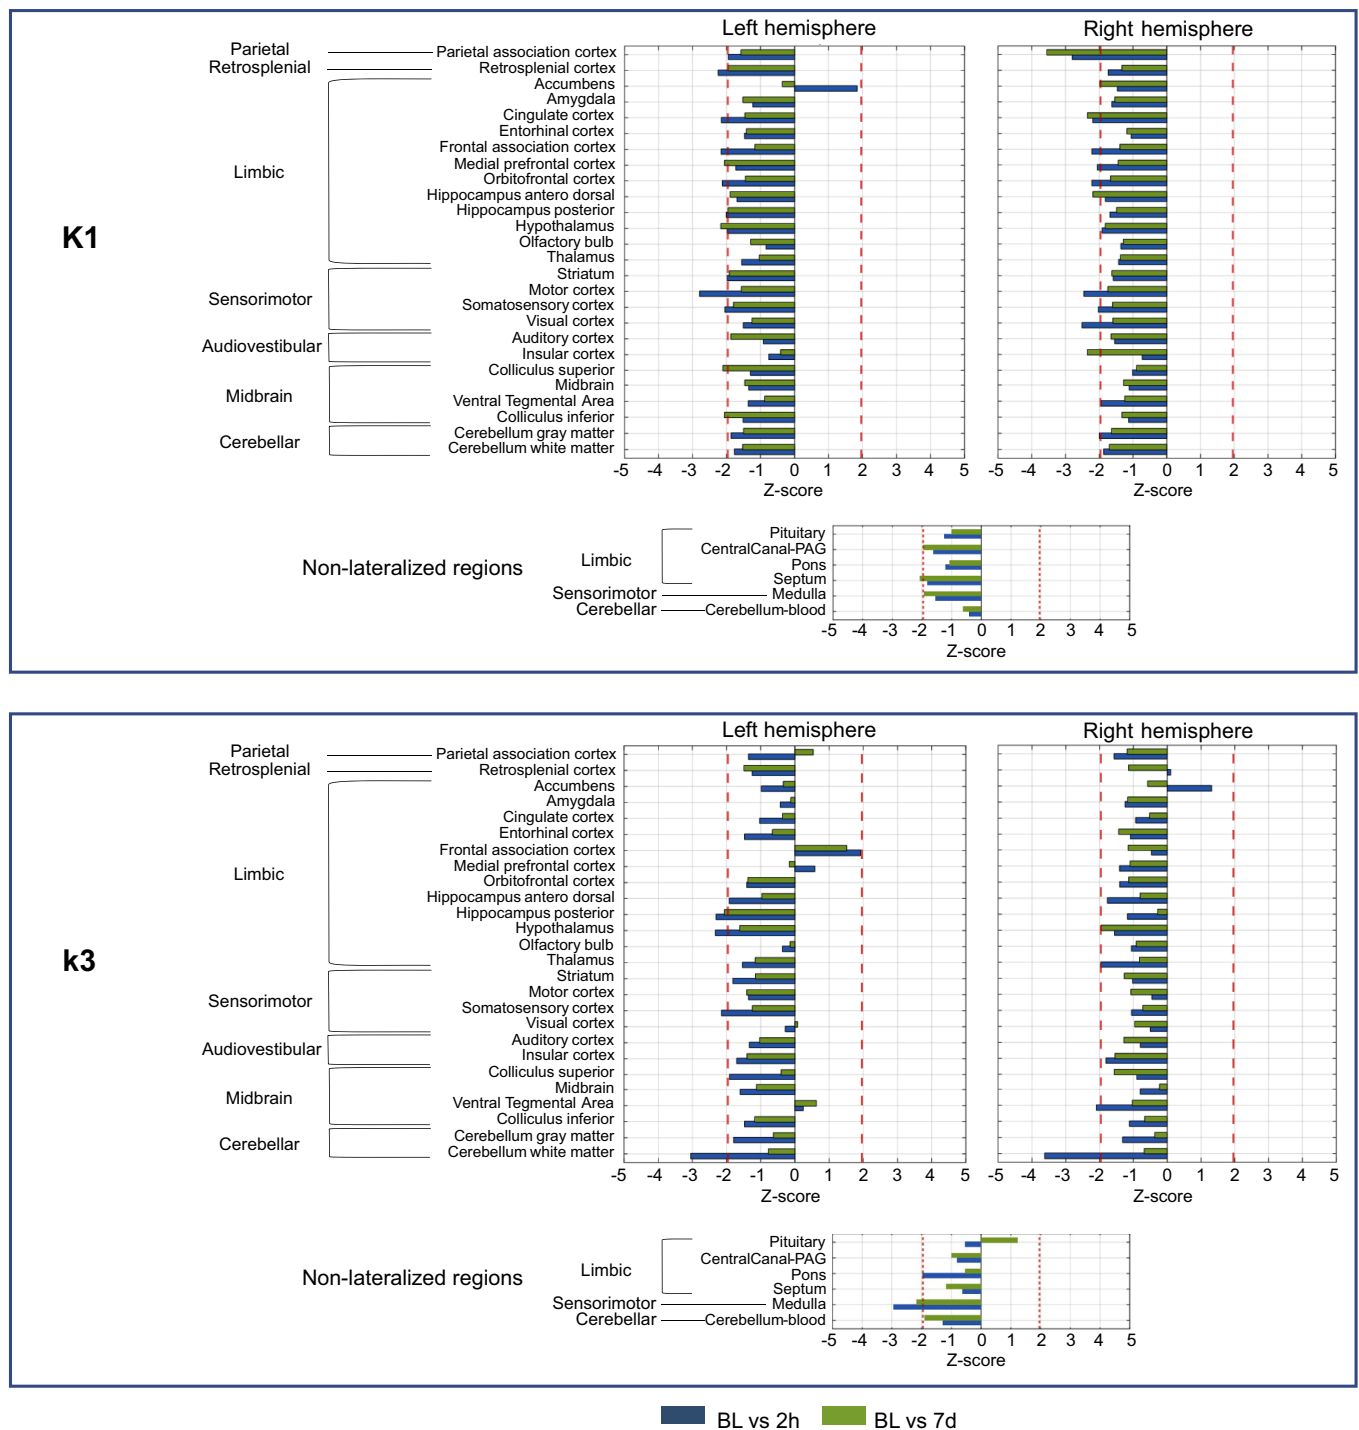 K1
Left hemisphere
Right hemisphere
Parietal
Retrosplenial
Limbic
Sensorimotor
Audiovestibular
Midbrain
Cerebellar
Parietal association cortex
Retrosplenial cortex
Accumbens
Amygdala
Cingulate cortex
Entorhinal cortex
Frontal association cortex
Medial prefrontal cortex
Orbitofrontal cortex
Hippocampus antero dorsal
Hippocampus posterior
Hypothalamus
Olfactory bulb
Thalamus
Striatum
Motor cortex
Somatosensory cortex
Visual cortex
Auditory cortex
Insular cortex
Colliculus superior
Midbrain
Ventral Tegmental Area
Colliculus inferior
Cerebellum gray matter
Cerebellum white matter
-5 -4 -3 -2 -1 0 1 2 3 4 5
Z-score
-5 -4 -3 -2 -1 0 1 2 3 4 5
Z-score
Non-lateralized regions
Limbic
Sensorimotor
Cerebellar
Pituitary
CentralCanal-PAG
Pons
Septum
Medulla
Cerebellum-blood
-5 -4 -3 -2 -1 0 1 2 3 4 5
Z-score
k3
Left hemisphere
Right hemisphere
Parietal
Retrosplenial
Limbic
Sensorimotor
Audiovestibular
Midbrain
Cerebellar
Parietal association cortex
Retrosplenial cortex
Accumbens
Amygdala
Cingulate cortex
Entorhinal cortex
Frontal association cortex
Medial prefrontal cortex
Orbitofrontal cortex
Hippocampus antero dorsal
Hippocampus posterior
Hypothalamus
Olfactory bulb
Thalamus
Striatum
Motor cortex
Somatosensory cortex
Visual cortex
Auditory cortex
Insular cortex
Colliculus superior
Midbrain
Ventral Tegmental Area
Colliculus inferior
Cerebellum gray matter
Cerebellum white matter
-5 -4 -3 -2 -1 0 1 2 3 4 5
Z-score
-5 -4 -3 -2 -1 0 1 2 3 4 5
Z-score
Non-lateralized regions
Limbic
Sensorimotor
Cerebellar
Pituitary
CentralCanal-PAG
Pons
Septum
Medulla
Cerebellum-blood
-5 -4 -3 -2 -1 0 1 2 3 4 5
Z-score
BL vs 2h
BL vs 7d